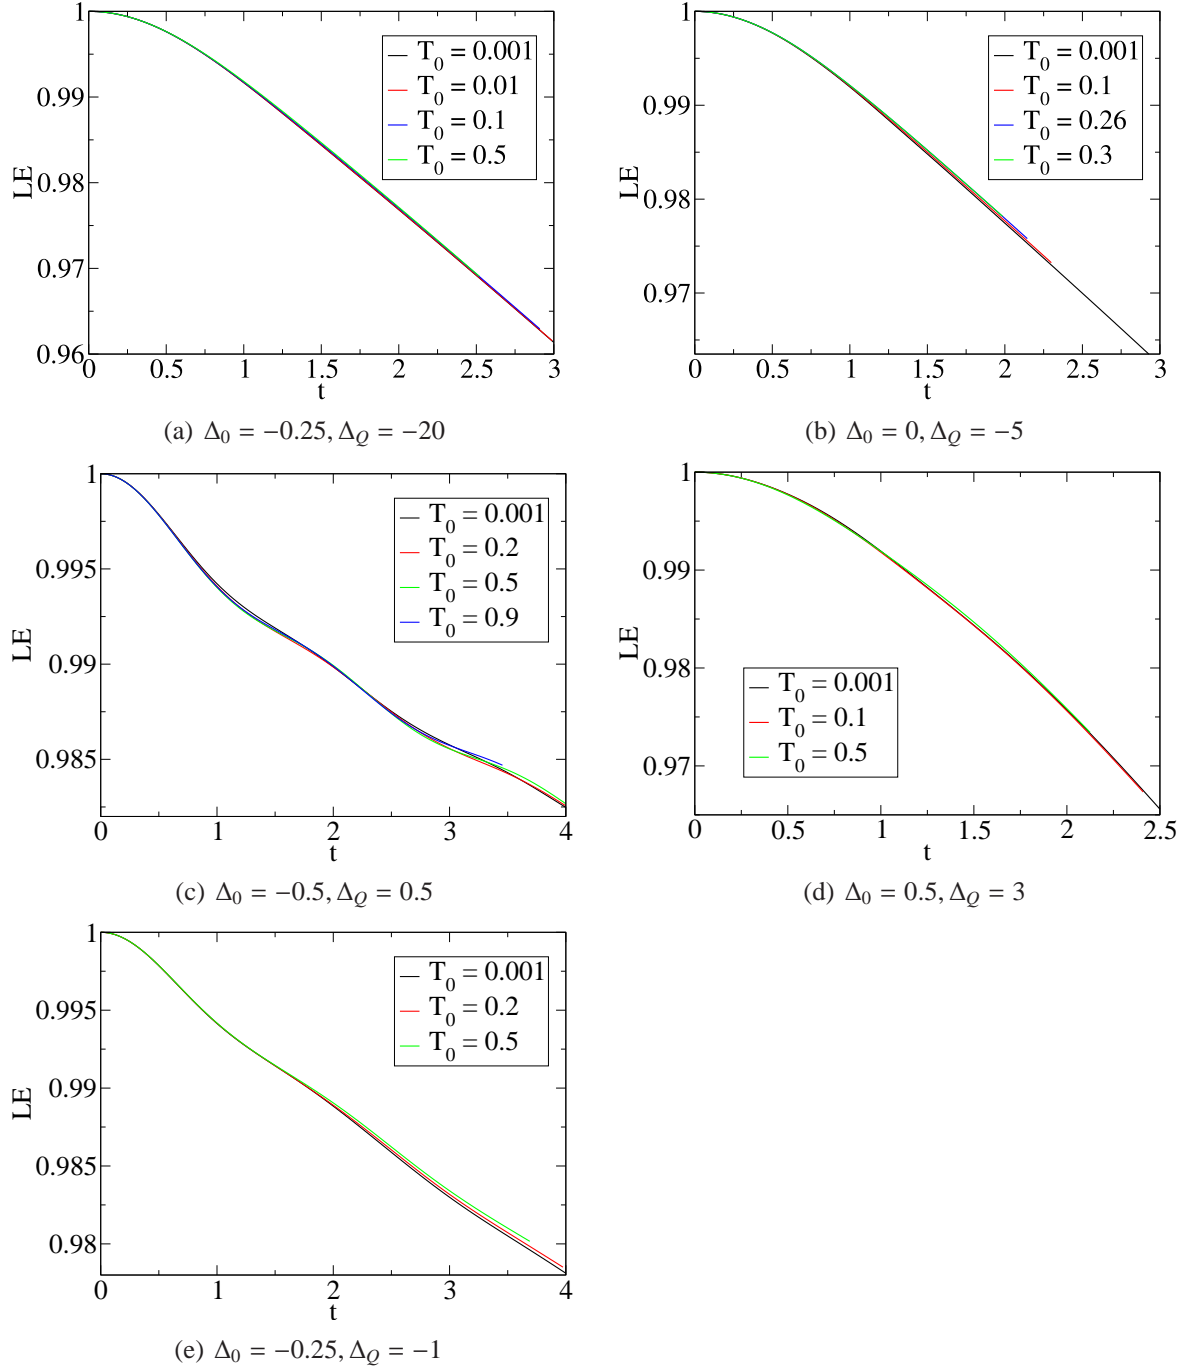 1
0.99
0.98
0.97
0.96
LE
0 0.5 1 1.5 2 2.5 3
t
T0 = 0.001
T0 = 0.01
T0 = 0.1
T0 = 0.5
(a) Δ0 = −0.25, ΔQ = −20
1
0.99
0.98
0.97
LE
0 0.5 1 1.5 2 2.5 3
t
T0 = 0.001
T0 = 0.1
T0 = 0.26
T0 = 0.3
(b) Δ0 = 0, ΔQ = −5
1
0.995
0.99
0.985
LE
0 1 2 3 4
t
T0 = 0.001
T0 = 0.2
T0 = 0.5
T0 = 0.9
(c) Δ0 = −0.5, ΔQ = 0.5
1
0.99
0.98
0.97
LE
0 0.5 1 1.5 2 2.5
t
T0 = 0.001
T0 = 0.1
T0 = 0.5
(d) Δ0 = 0.5, ΔQ = 3
1
0.995
0.99
0.985
0.98
LE
0 1 2 3 4
t
T0 = 0.001
T0 = 0.2
T0 = 0.5
(e) Δ0 = −0.25, ΔQ = −1